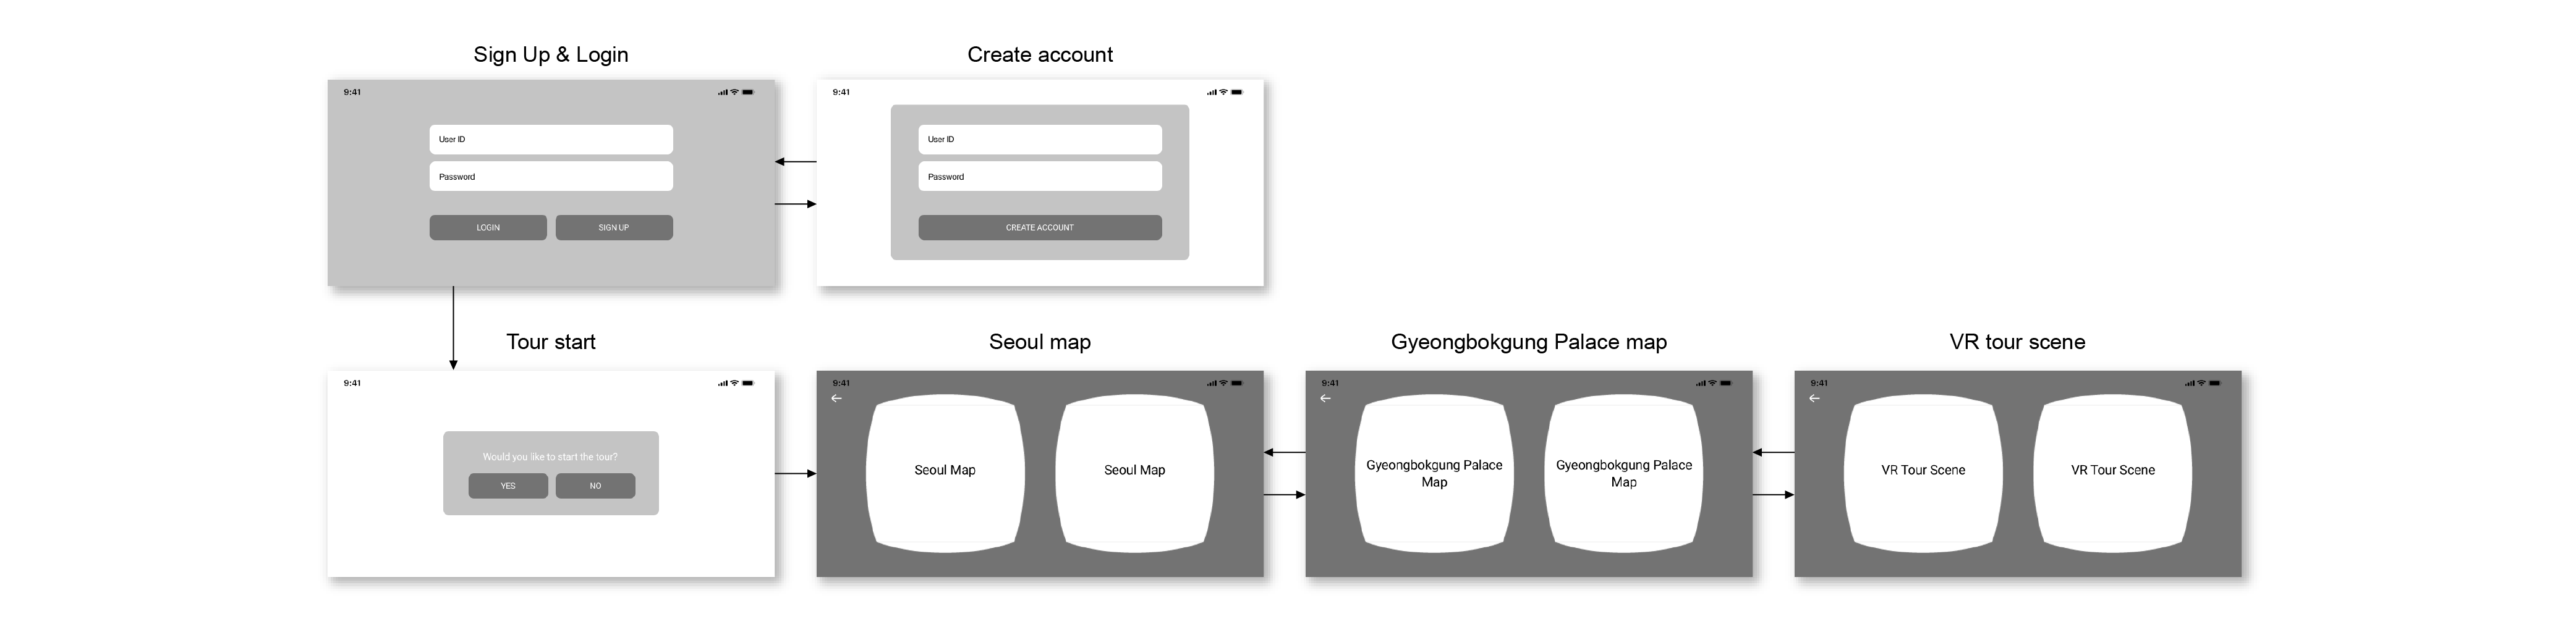 Sign Up & Login
9:41
User ID
Password
LOGIN
SIGN UP
Create account
9:41
User ID
Password
CREATE ACCOUNT
Tour start
9:41
Would you like to start the tour?
YES
NO
Seoul map
9:41
Seoul Map
Seoul Map
Gyeongbokgung Palace map
9:41
Gyeongbokgung Palace
Map
Gyeongbokgung Palace
Map
VR tour scene
9:41
VR Tour Scene
VR Tour Scene